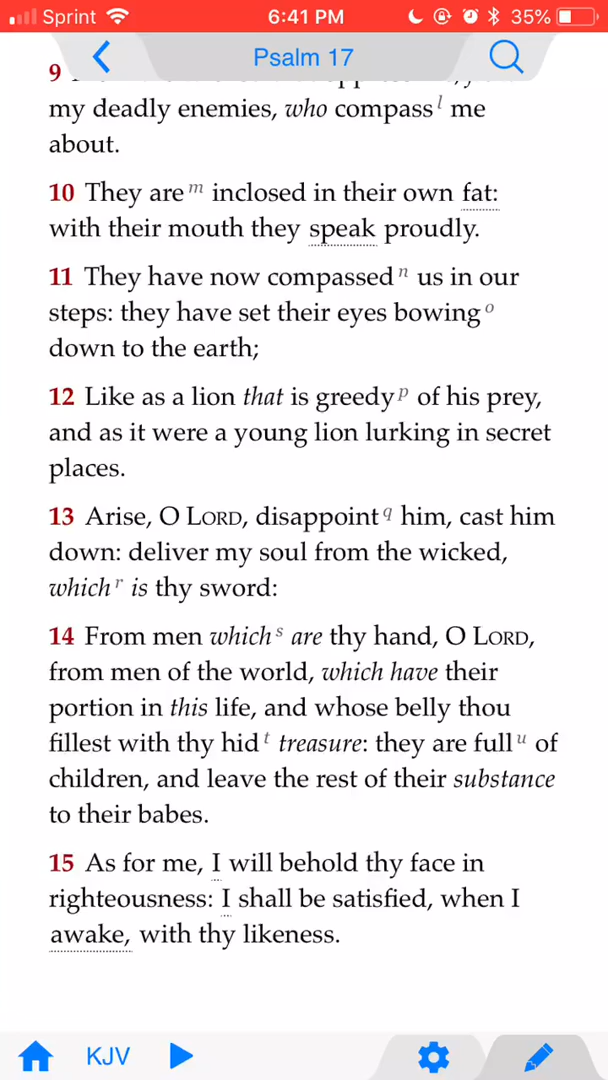 Sprint 6:41 PM 35%
Psalm 17
9
my deadly enemies, who compass l me
about.
10 They are m inclosed in their own fat:
with their mouth they speak proudly.
11 They have now compassed n us in our
steps: they have set their eyes bowing o
down to the earth;
12 Like as a lion that is greedy p of his prey,
and as it were a young lion lurking in secret
places.
13 Arise, O LORD, disappoint q him, cast him
down: deliver my soul from the wicked,
which r is thy sword:
14 From men which s are thy hand, O LORD,
from men of the world, which have their
portion in this life, and whose belly thou
fillest with thy hid t treasure: they are full u of
children, and leave the rest of their substance
to their babes.
15 As for me, I will behold thy face in
righteousness: I shall be satisfied, when I
awake, with thy likeness.
KJV